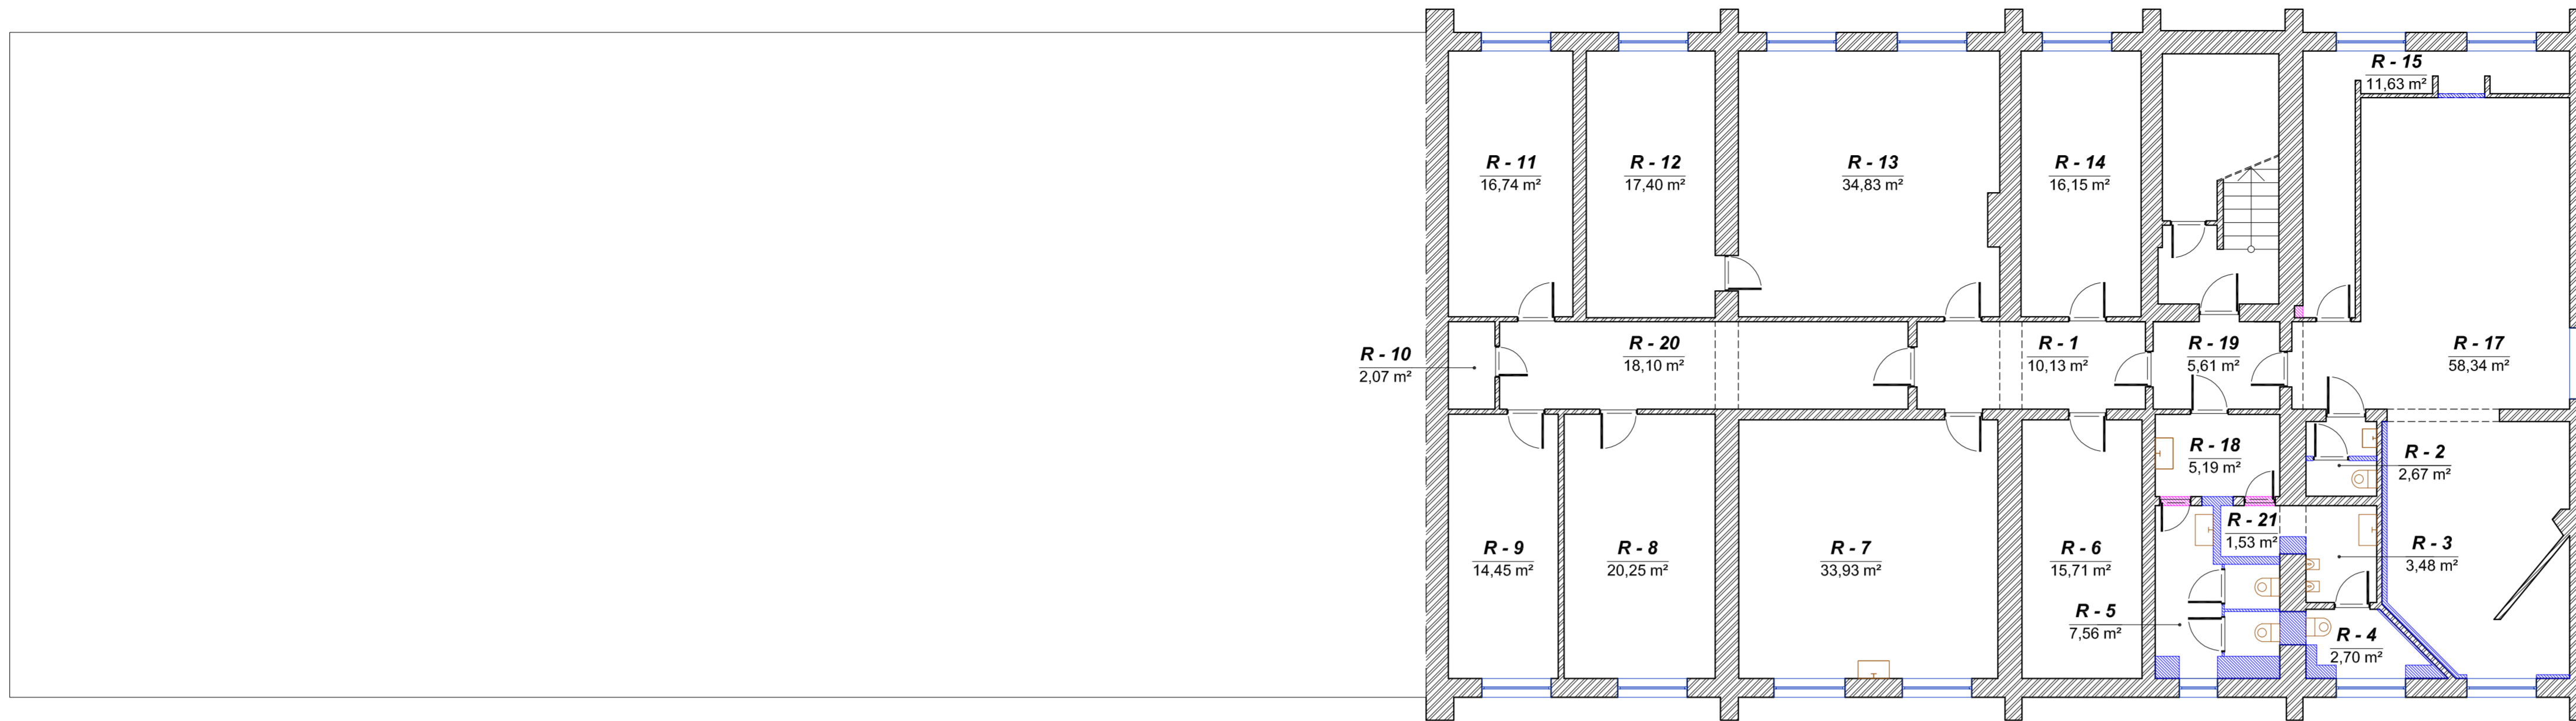 R - 15
11,63 m²
R - 11
16,74 m²
R - 12
17,40 m²
R - 13
34,83 m²
R - 14
16,15 m²
R - 10
2,07 m²
R - 20
18,10 m²
R - 1
10,13 m²
R - 19
5,61 m²
R - 17
58,34 m²
R - 18
5,19 m²
R - 2
2,67 m²
R - 9
14,45 m²
R - 8
20,25 m²
R - 7
33,93 m²
R - 6
15,71 m²
R - 21
1,53 m²
R - 3
3,48 m²
R - 5
7,56 m²
R - 4
2,70 m²